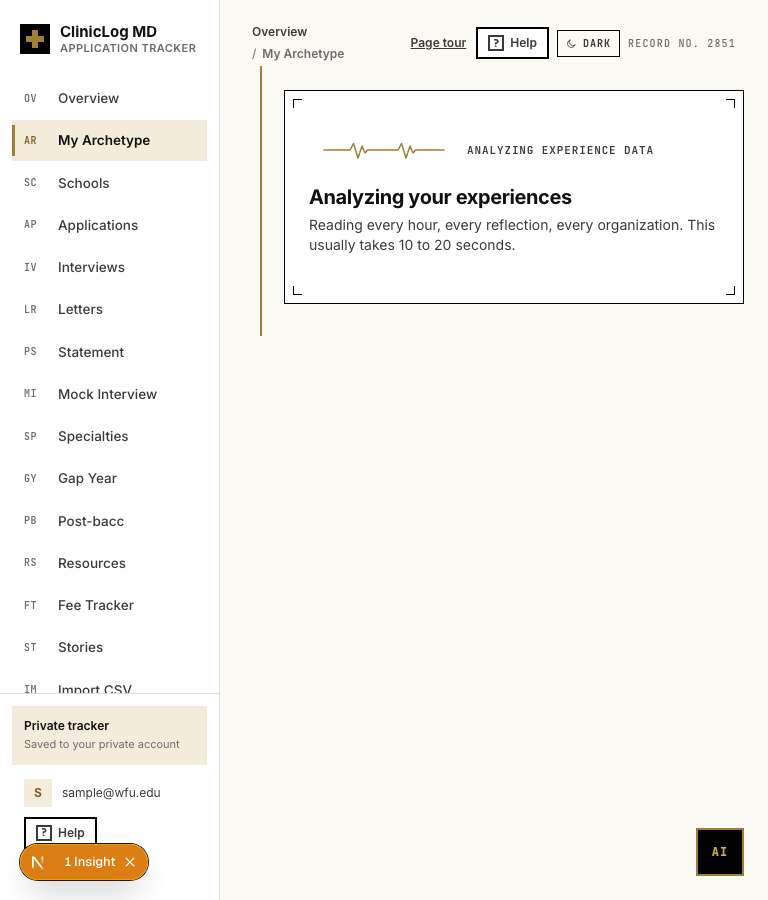 ClinicLog MD
APPLICATION TRACKER
OV Overview
AR My Archetype
SC Schools
AP Applications
IV Interviews
LR Letters
PS Statement
MI Mock Interview
SP Specialties
GY Gap Year
PB Post-bacc
RS Resources
FT Fee Tracker
ST Stories
IM Import CSV
Private tracker
Saved to your private account
S sample@wfu.edu
? Help
N 1 Insight
Overview
/ My Archetype
Page tour
? Help
DARK
RECORD NO. 2851
ANALYZING EXPERIENCE DATA
Analyzing your experiences
Reading every hour, every reflection, every organization. This
usually takes 10 to 20 seconds.
AI